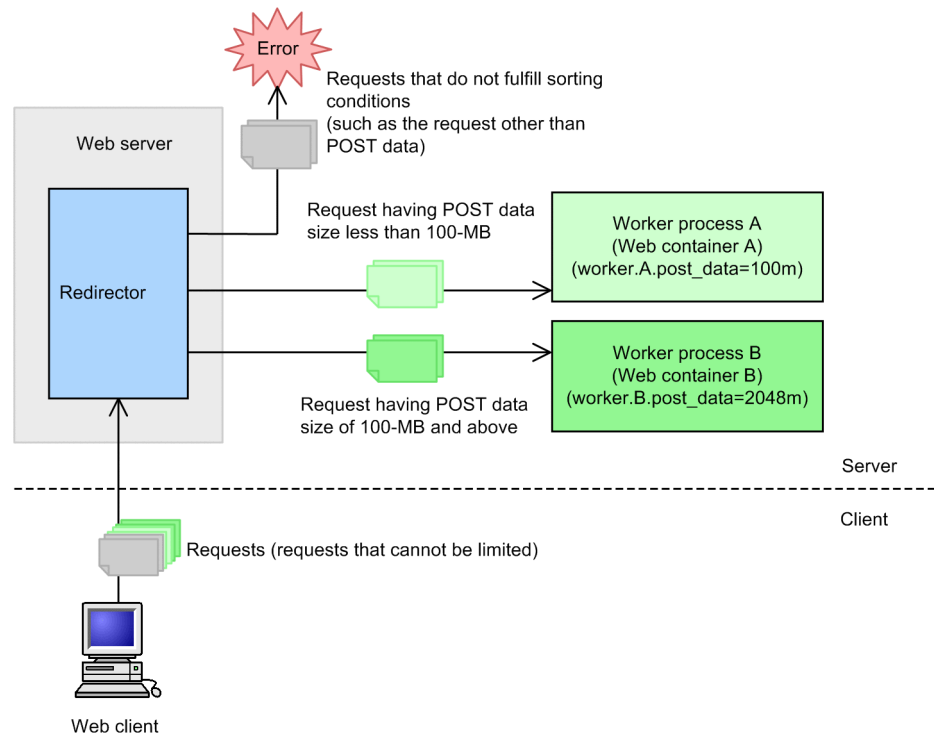 Error
Requests that do not fulfill sorting
conditions
(such as the request other than
POST data)
Web server
Request having POST data
size less than 100-MB
Worker process A
(Web container A)
(worker.A.post_data=100m)
Redirector
Worker process B
(Web container B)
(worker.B.post_data=2048m)
Request having POST data
size of 100-MB and above
Server
Client
Requests (requests that cannot be limited)
Web client